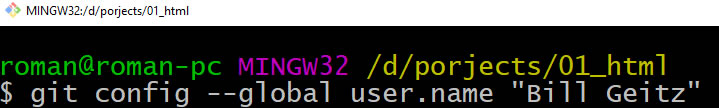 MINGW32:/d/porjects/01_html
roman@roman-pc MINGW32 /d/porjects/01_html
$ git config --global user.name "Bill Geitz"